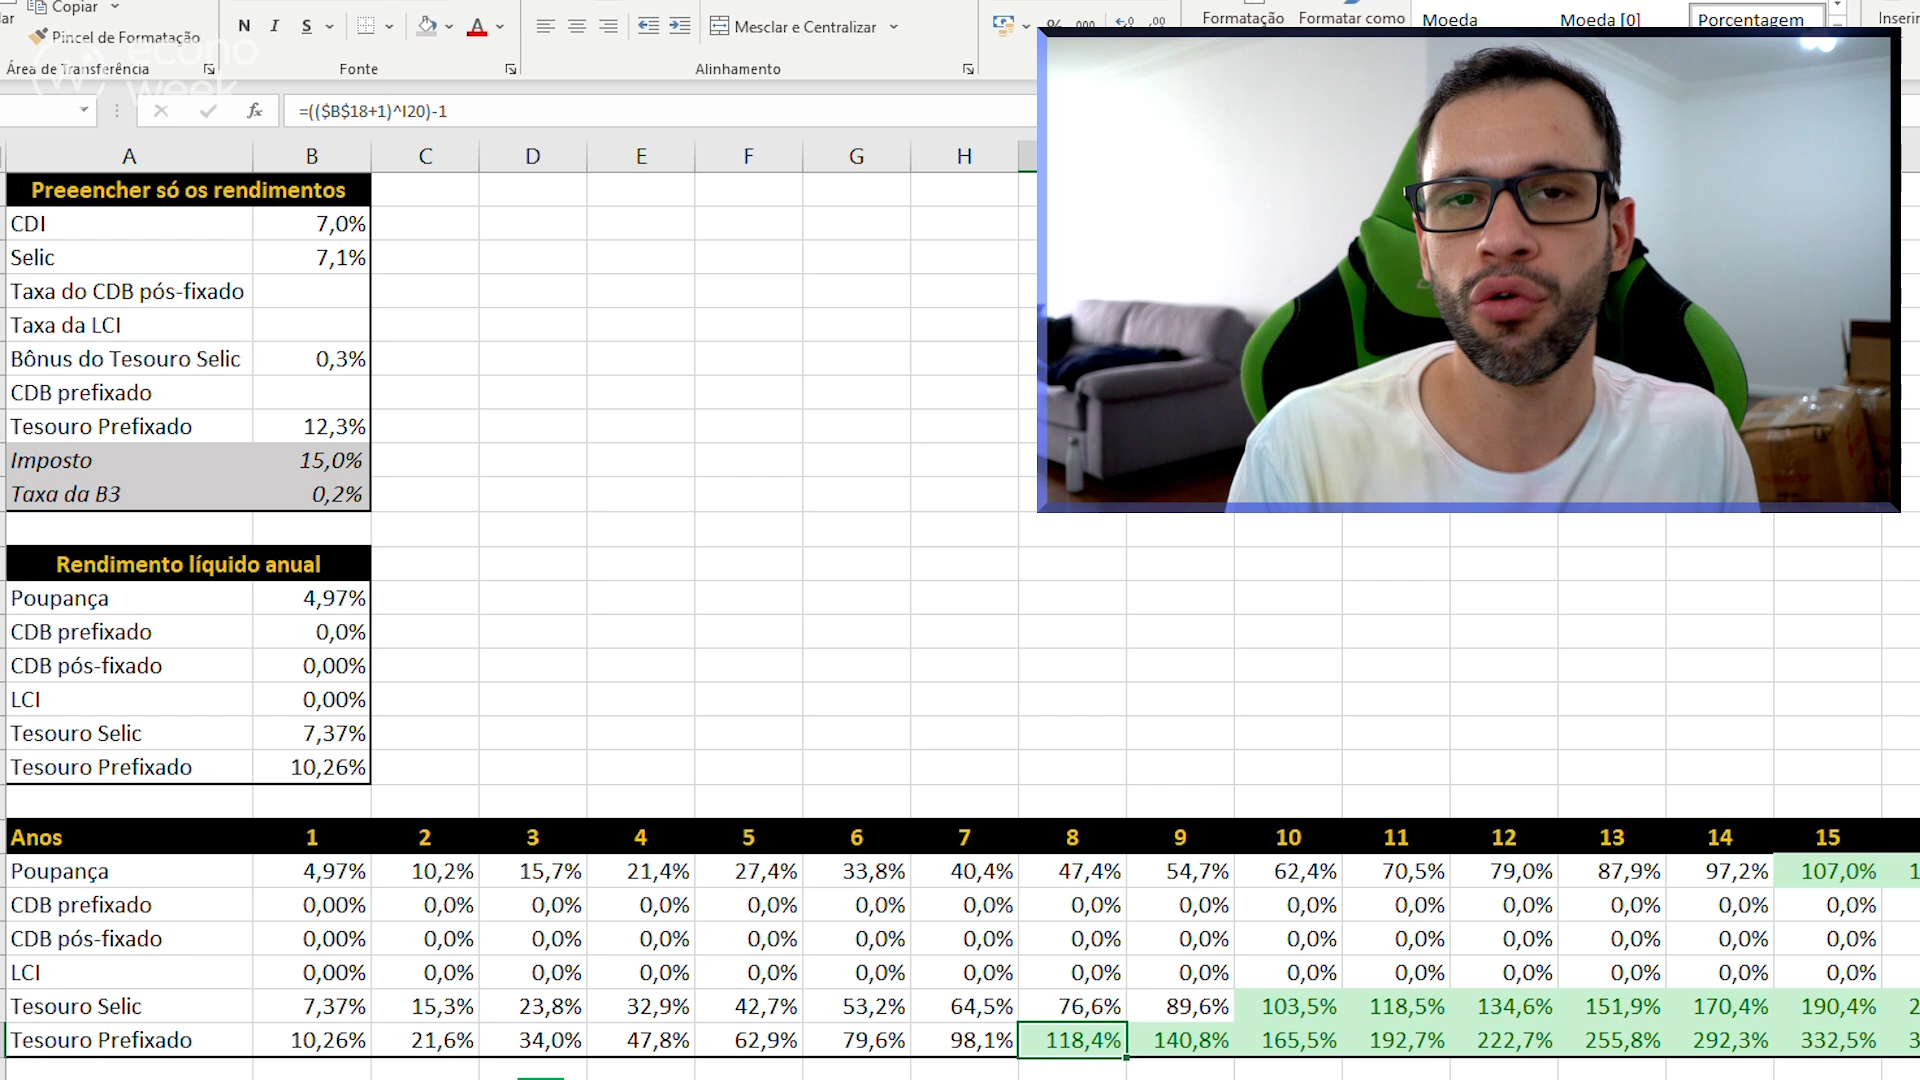 Copiar
Pincel de Formatação
Área de Transferência
N I S
Fonte
Mesclar e Centralizar
Alinhamento
% 000
Formatação
Formatar como
Moeda
Moeda [0]
Porcentagem
econo
week
fx
=(($B$18+1)^I20)-1
A B C D E F G H
Preeencher só os rendimentos
CDI 7,0%
Selic 7,1%
Taxa do CDB pós-fixado
Taxa da LCI
Bônus do Tesouro Selic 0,3%
CDB prefixado
Tesouro Prefixado 12,3%
Imposto 15,0%
Taxa da B3 0,2%
Rendimento líquido anual
Poupança 4,97%
CDB prefixado 0,0%
CDB pós-fixado 0,00%
LCI 0,00%
Tesouro Selic 7,37%
Tesouro Prefixado 10,26%
Anos 1 2 3 4 5 6 7 8 9 10 11 12 13 14 15
Poupança 4,97% 10,2% 15,7% 21,4% 27,4% 33,8% 40,4% 47,4% 54,7% 62,4% 70,5% 79,0% 87,9% 97,2% 107,0%
CDB prefixado 0,00% 0,0% 0,0% 0,0% 0,0% 0,0% 0,0% 0,0% 0,0% 0,0% 0,0% 0,0% 0,0% 0,0% 0,0%
CDB pós-fixado 0,00% 0,0% 0,0% 0,0% 0,0% 0,0% 0,0% 0,0% 0,0% 0,0% 0,0% 0,0% 0,0% 0,0% 0,0%
LCI 0,00% 0,0% 0,0% 0,0% 0,0% 0,0% 0,0% 0,0% 0,0% 0,0% 0,0% 0,0% 0,0% 0,0% 0,0%
Tesouro Selic 7,37% 15,3% 23,8% 32,9% 42,7% 53,2% 64,5% 76,6% 89,6% 103,5% 118,5% 134,6% 151,9% 170,4% 190,4%
Tesouro Prefixado 10,26% 21,6% 34,0% 47,8% 62,9% 79,6% 98,1% 118,4% 140,8% 165,5% 192,7% 222,7% 255,8% 292,3% 332,5%